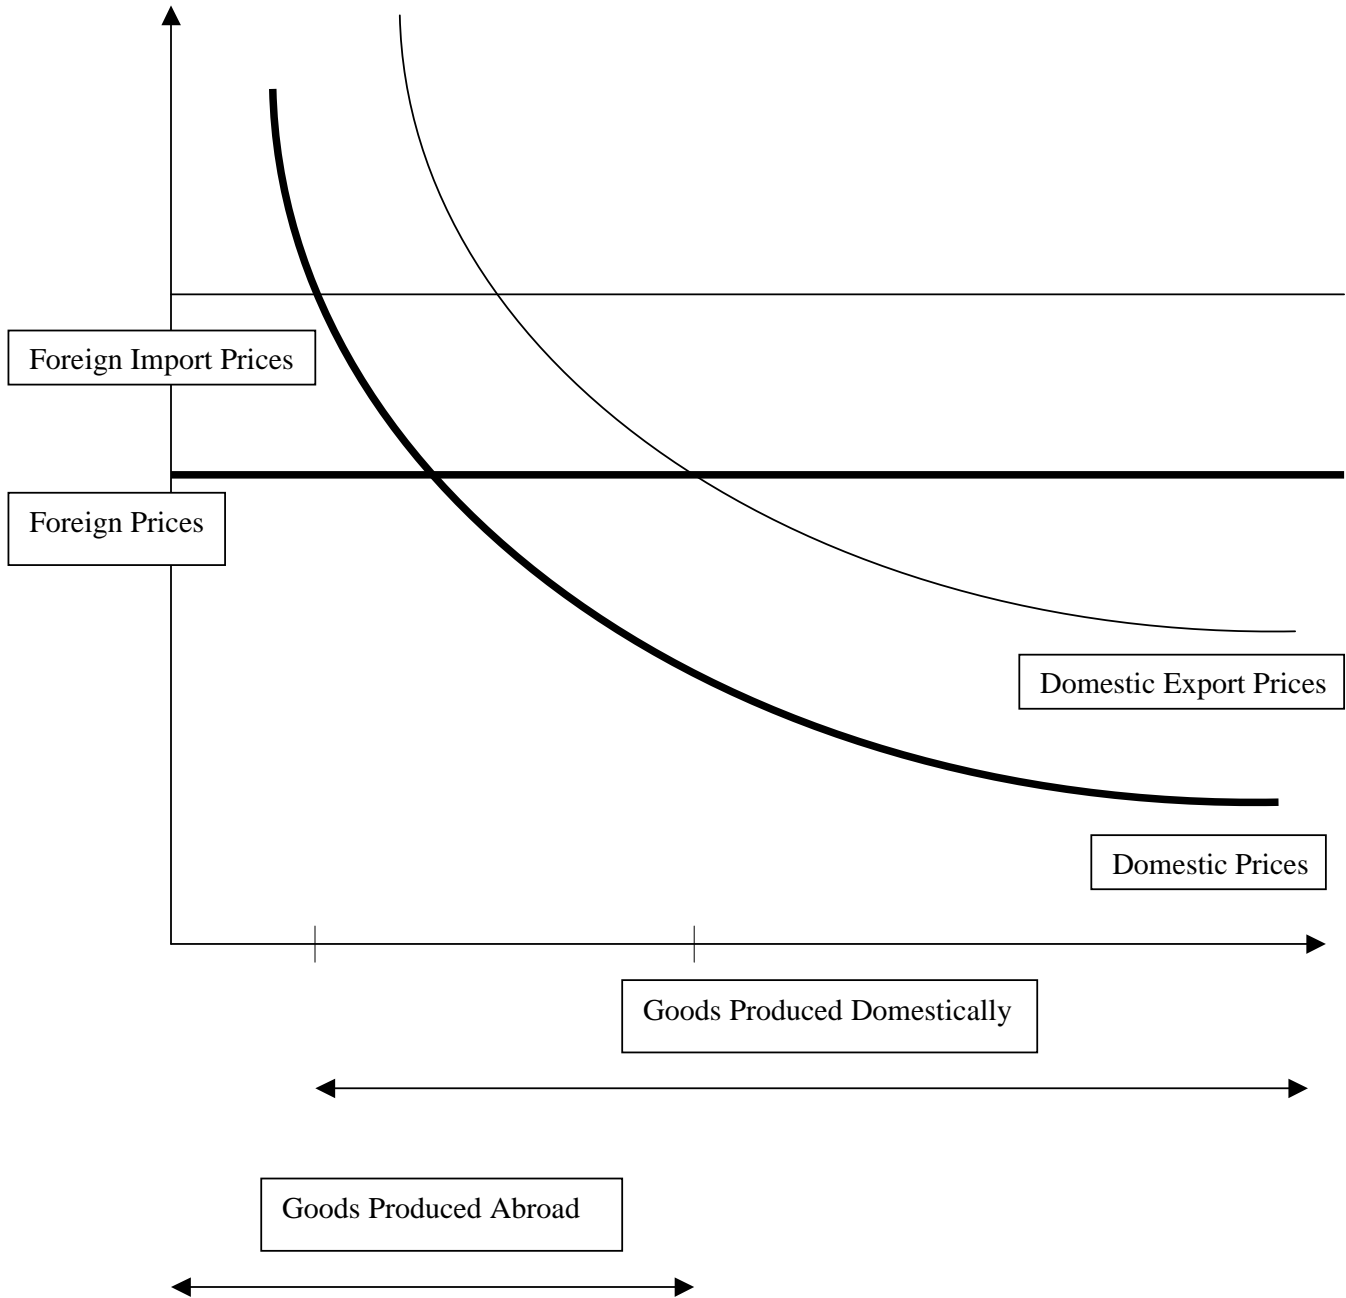 Foreign Import Prices
Foreign Prices
Domestic Export Prices
Domestic Prices
Goods Produced Domestically
Goods Produced Abroad